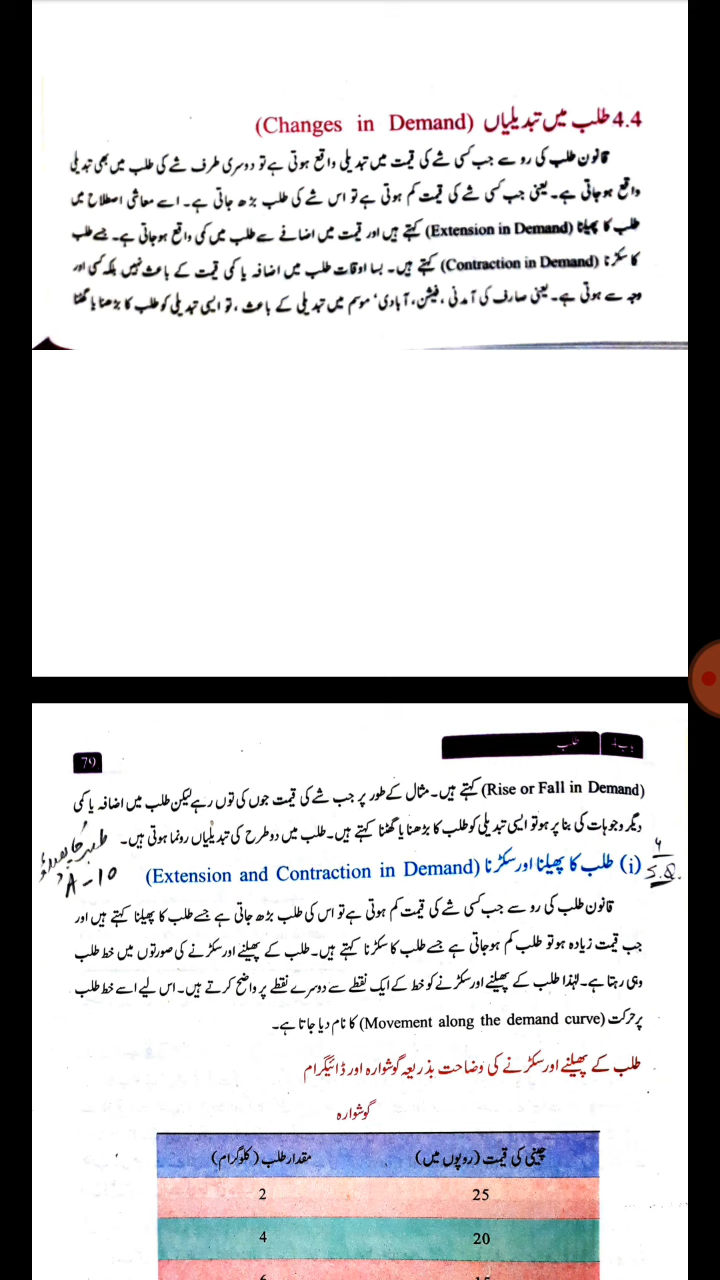 4.4 طلب میں تبدیلیاں (Changes in Demand)
قانون طلب کی رو سے جب کسی شے کی قیمت میں تبدیلی واقع ہوتی ہے تو دوسری طرف شے کی طلب میں بھی تبدیلی
واقع ہو جاتی ہے۔ یعنی جب کسی شے کی قیمت کم ہوتی ہے تو اس شے کی طلب بڑھ جاتی ہے۔ اسے معاشی اصطلاح میں
طلب کا پھیلنا (Extension in Demand) کہتے ہیں اور قیمت میں اضافے سے طلب میں کمی واقع ہو جاتی ہے۔ جسے طلب
کا سکڑنا (Contraction in Demand) کہتے ہیں۔ بسا اوقات طلب میں اضافہ یا کمی قیمت کے باعث نہیں بلکہ کسی اور
وجہ سے ہوتی ہے۔ یعنی صارف کی آمدنی، فیشن، آبادی، موسم میں تبدیلی کے باعث، تو ایسی تبدیلی کو طلب کا بڑھنا یا گھٹنا
باب 4 طلب 79
(Rise or Fall in Demand) کہتے ہیں۔ مثال کے طور پر جب شے کی قیمت جوں کی توں رہے لیکن طلب میں اضافہ یا کمی
دیگر وجوہات کی بنا پر ہو تو ایسی تبدیلی کو طلب کا بڑھنا یا گھٹنا کہتے ہیں۔ طلب میں دو طرح کی تبدیلیاں رونما ہوتی ہیں۔
(i) طلب کا پھیلنا اور سکڑنا (Extension and Contraction in Demand)
S.Q.
A-10
قانون طلب کی رو سے جب کسی شے کی قیمت کم ہوتی ہے تو اس کی طلب بڑھ جاتی ہے جسے طلب کا پھیلنا کہتے ہیں اور
جب قیمت زیادہ ہو تو طلب کم ہو جاتی ہے جسے طلب کا سکڑنا کہتے ہیں۔ طلب کے پھیلنے اور سکڑنے کی صورتوں میں خط طلب
وہی رہتا ہے۔ لہٰذا طلب کے پھیلنے اور سکڑنے کو خط کے ایک نقطے سے دوسرے نقطے پر واضح کرتے ہیں۔ اس لیے اسے خط طلب
پر حرکت (Movement along the demand curve) کا نام دیا جاتا ہے۔
طلب کے پھیلنے اور سکڑنے کی وضاحت بذریعہ گوشوارہ اور ڈائیگرام
گوشوارہ
چینی کی قیمت (روپوں میں) مقدار طلب (کلوگرام)
25 2
20 4
15 6